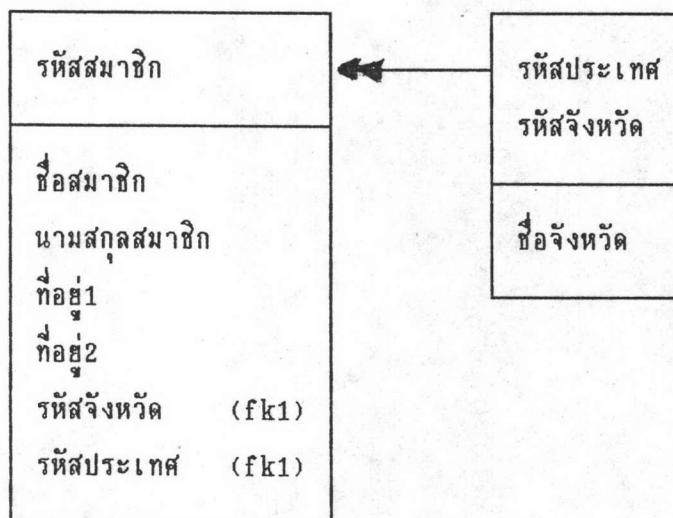 รหัสสมาชิก
ชื่อสมาชิก
นามสกุลสมาชิก
ที่อยู่1
ที่อยู่2
รหัสจังหวัด (fk1)
รหัสประเทศ (fk1)
รหัสประเทศ
รหัสจังหวัด
ชื่อจังหวัด